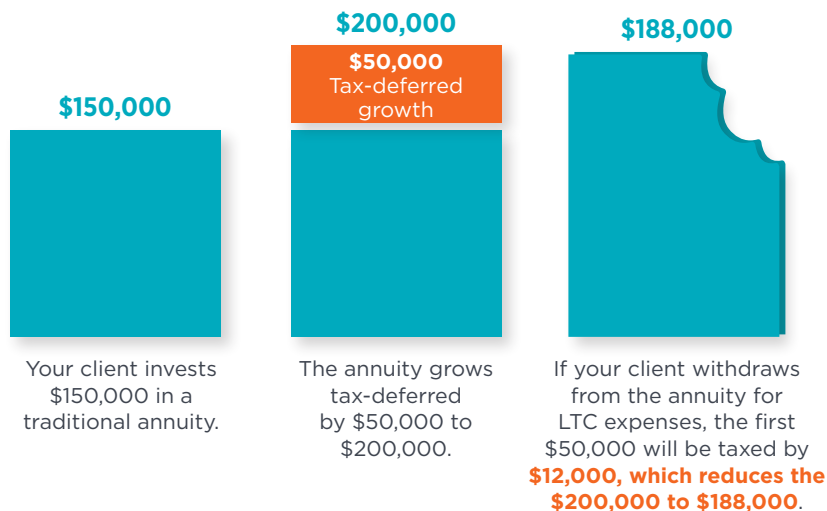 $150,000
Your client invests
$150,000 in a
traditional annuity.
$200,000
$50,000
Tax-deferred
growth
The annuity grows
tax-deferred
by $50,000 to
$200,000.
$188,000
If your client withdraws
from the annuity for
LTC expenses, the first
$50,000 will be taxed by
$12,000, which reduces the
$200,000 to $188,000.